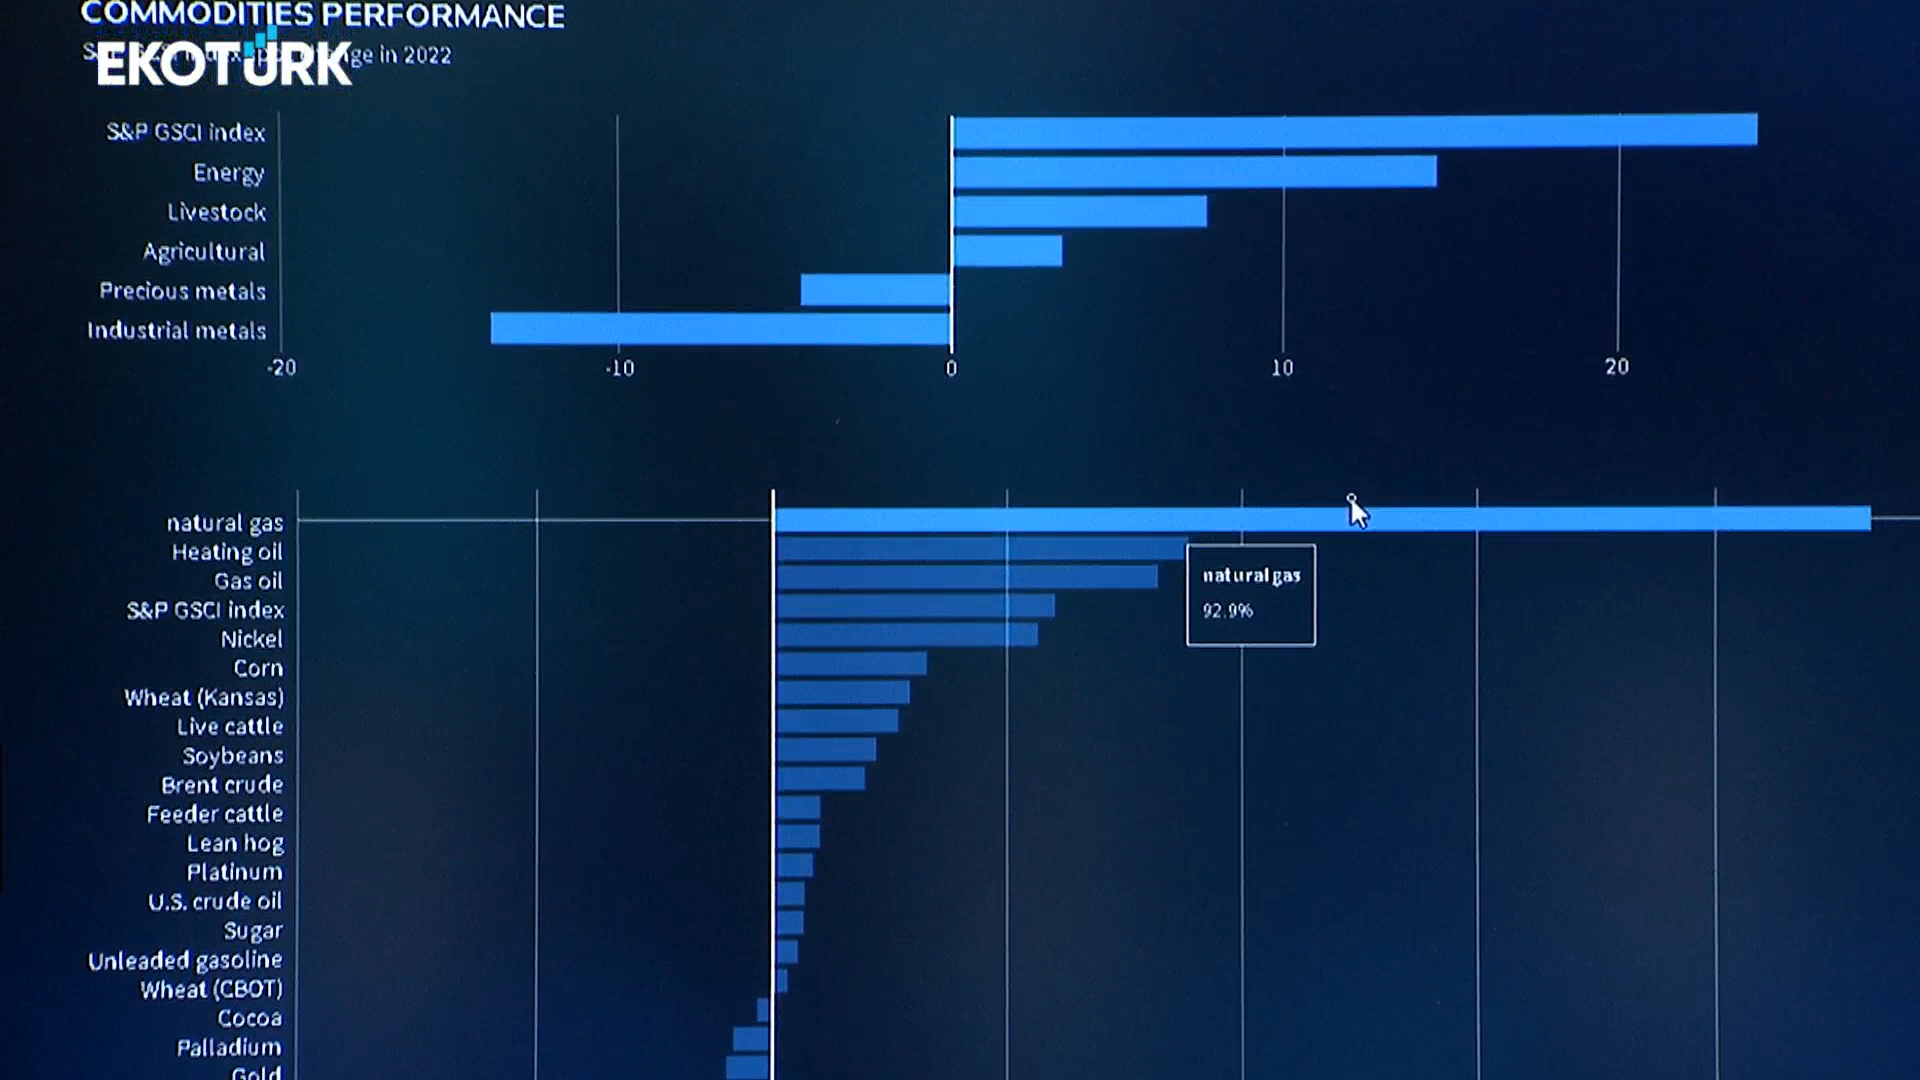 COMMODITIES PERFORMANCE
ge in 2022
EKOTÜRK
S&P GSCI index
Energy
Livestock
Agricultural
Precious metals
Industrial metals
-20 -10 0 10 20
natural gas
Heating oil
Gas oil
S&P GSCI index
Nickel
Corn
Wheat (Kansas)
Live cattle
Soybeans
Brent crude
Feeder cattle
Lean hog
Platinum
U.S. crude oil
Sugar
Unleaded gasoline
Wheat (CBOT)
Cocoa
Palladium
Gold
natural gas
92.9%